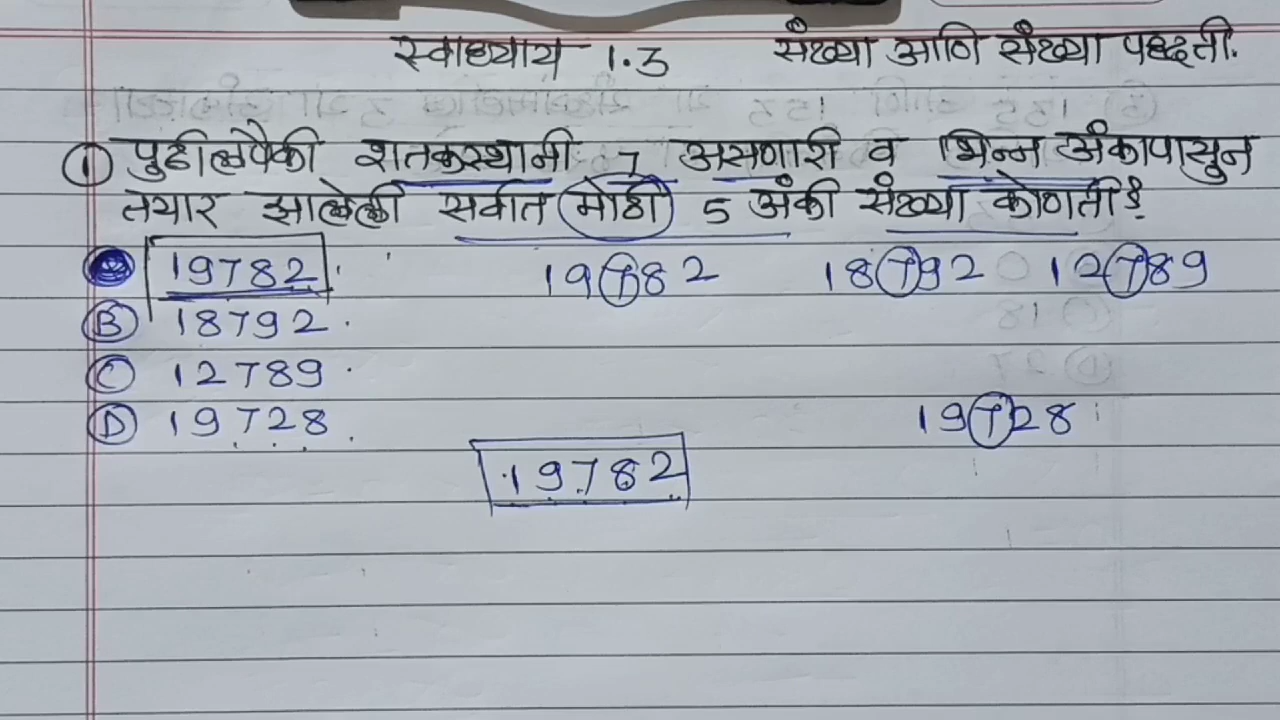 स्वाध्याय 1.3 संख्या आणि संख्या पद्धती.
① पुढीलपैकी शतकस्थानी 7 असणारी व भिन्न अंकापासुन
तयार झालेली सर्वात मोठी 5 अंकी संख्या कोणती?
19782 19782 18792 12789
Ⓑ 18792
Ⓒ 12789
Ⓓ 19728 19728
19782